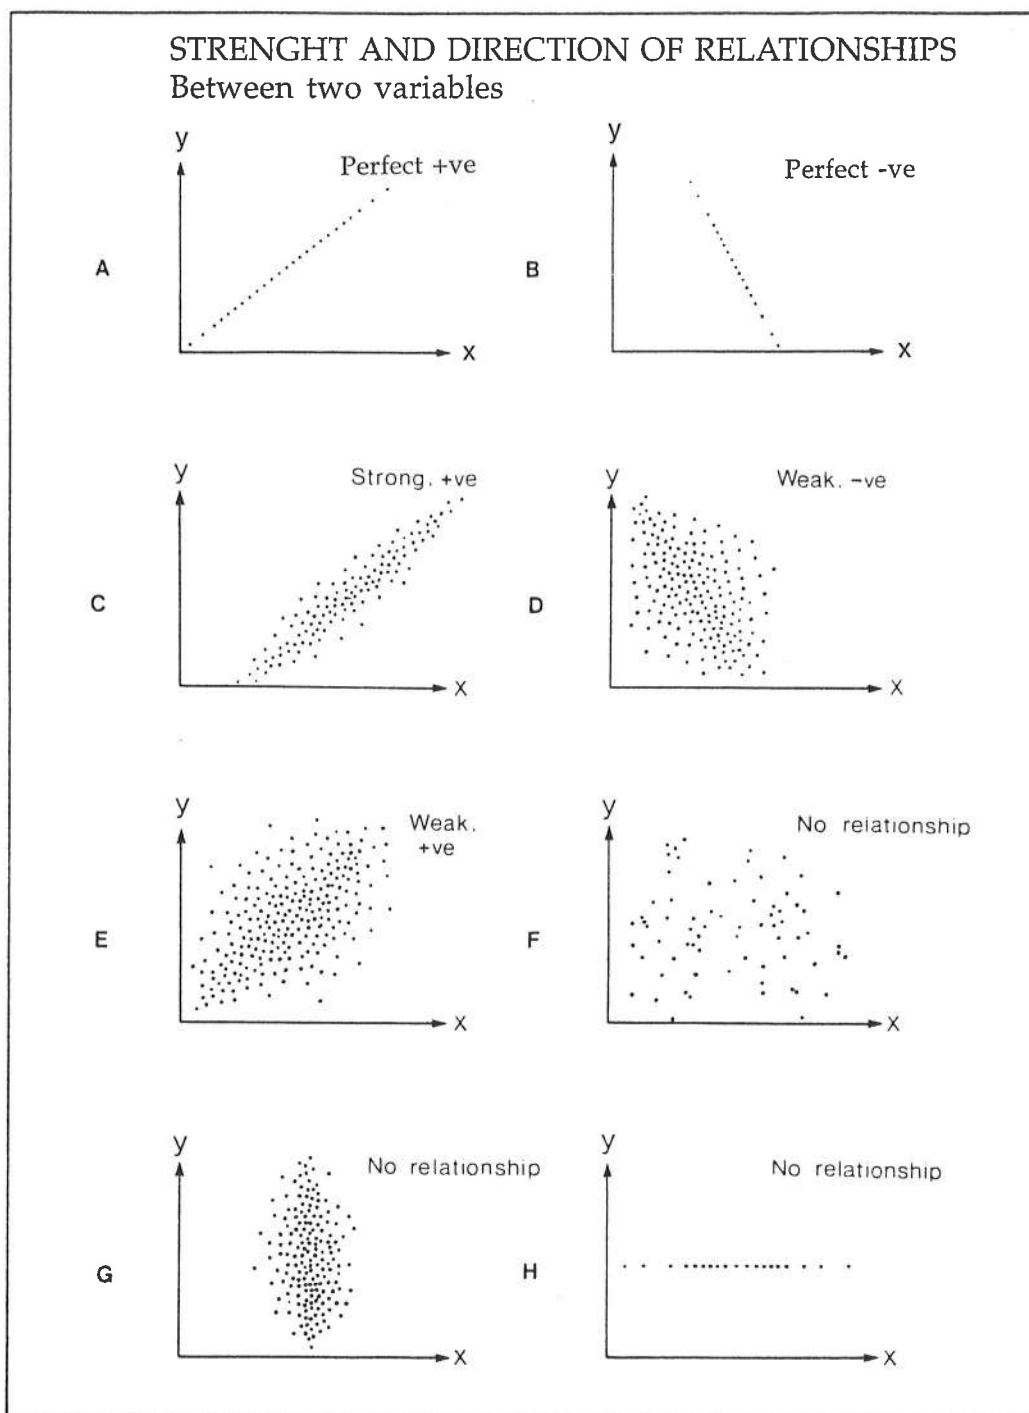 STRENGHT AND DIRECTION OF RELATIONSHIPS
Between two variables
y
Perfect +ve
A
x
y
Perfect -ve
B
x
y
Strong. +ve
C
x
y
Weak. -ve
D
x
y
Weak.
+ve
E
x
y
No relationship
F
x
y
No relationship
G
x
y
No relationship
H
x